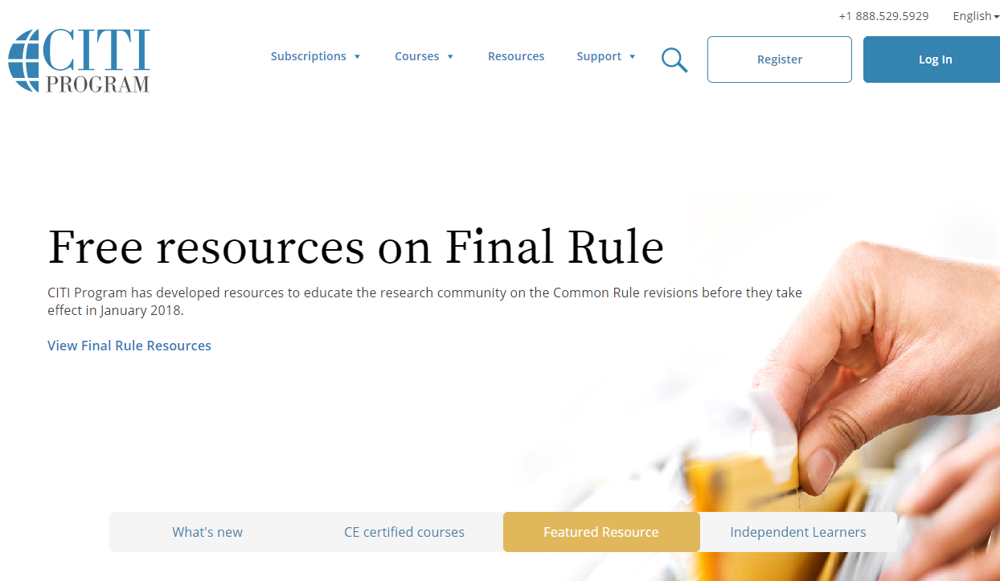 +1 888.529.5929 English
CITI
PROGRAM
Subscriptions Courses Resources Support Register Log In
Free resources on Final Rule
CITI Program has developed resources to educate the research community on the Common Rule revisions before they take
effect in January 2018.
View Final Rule Resources
What's new CE certified courses Featured Resource Independent Learners